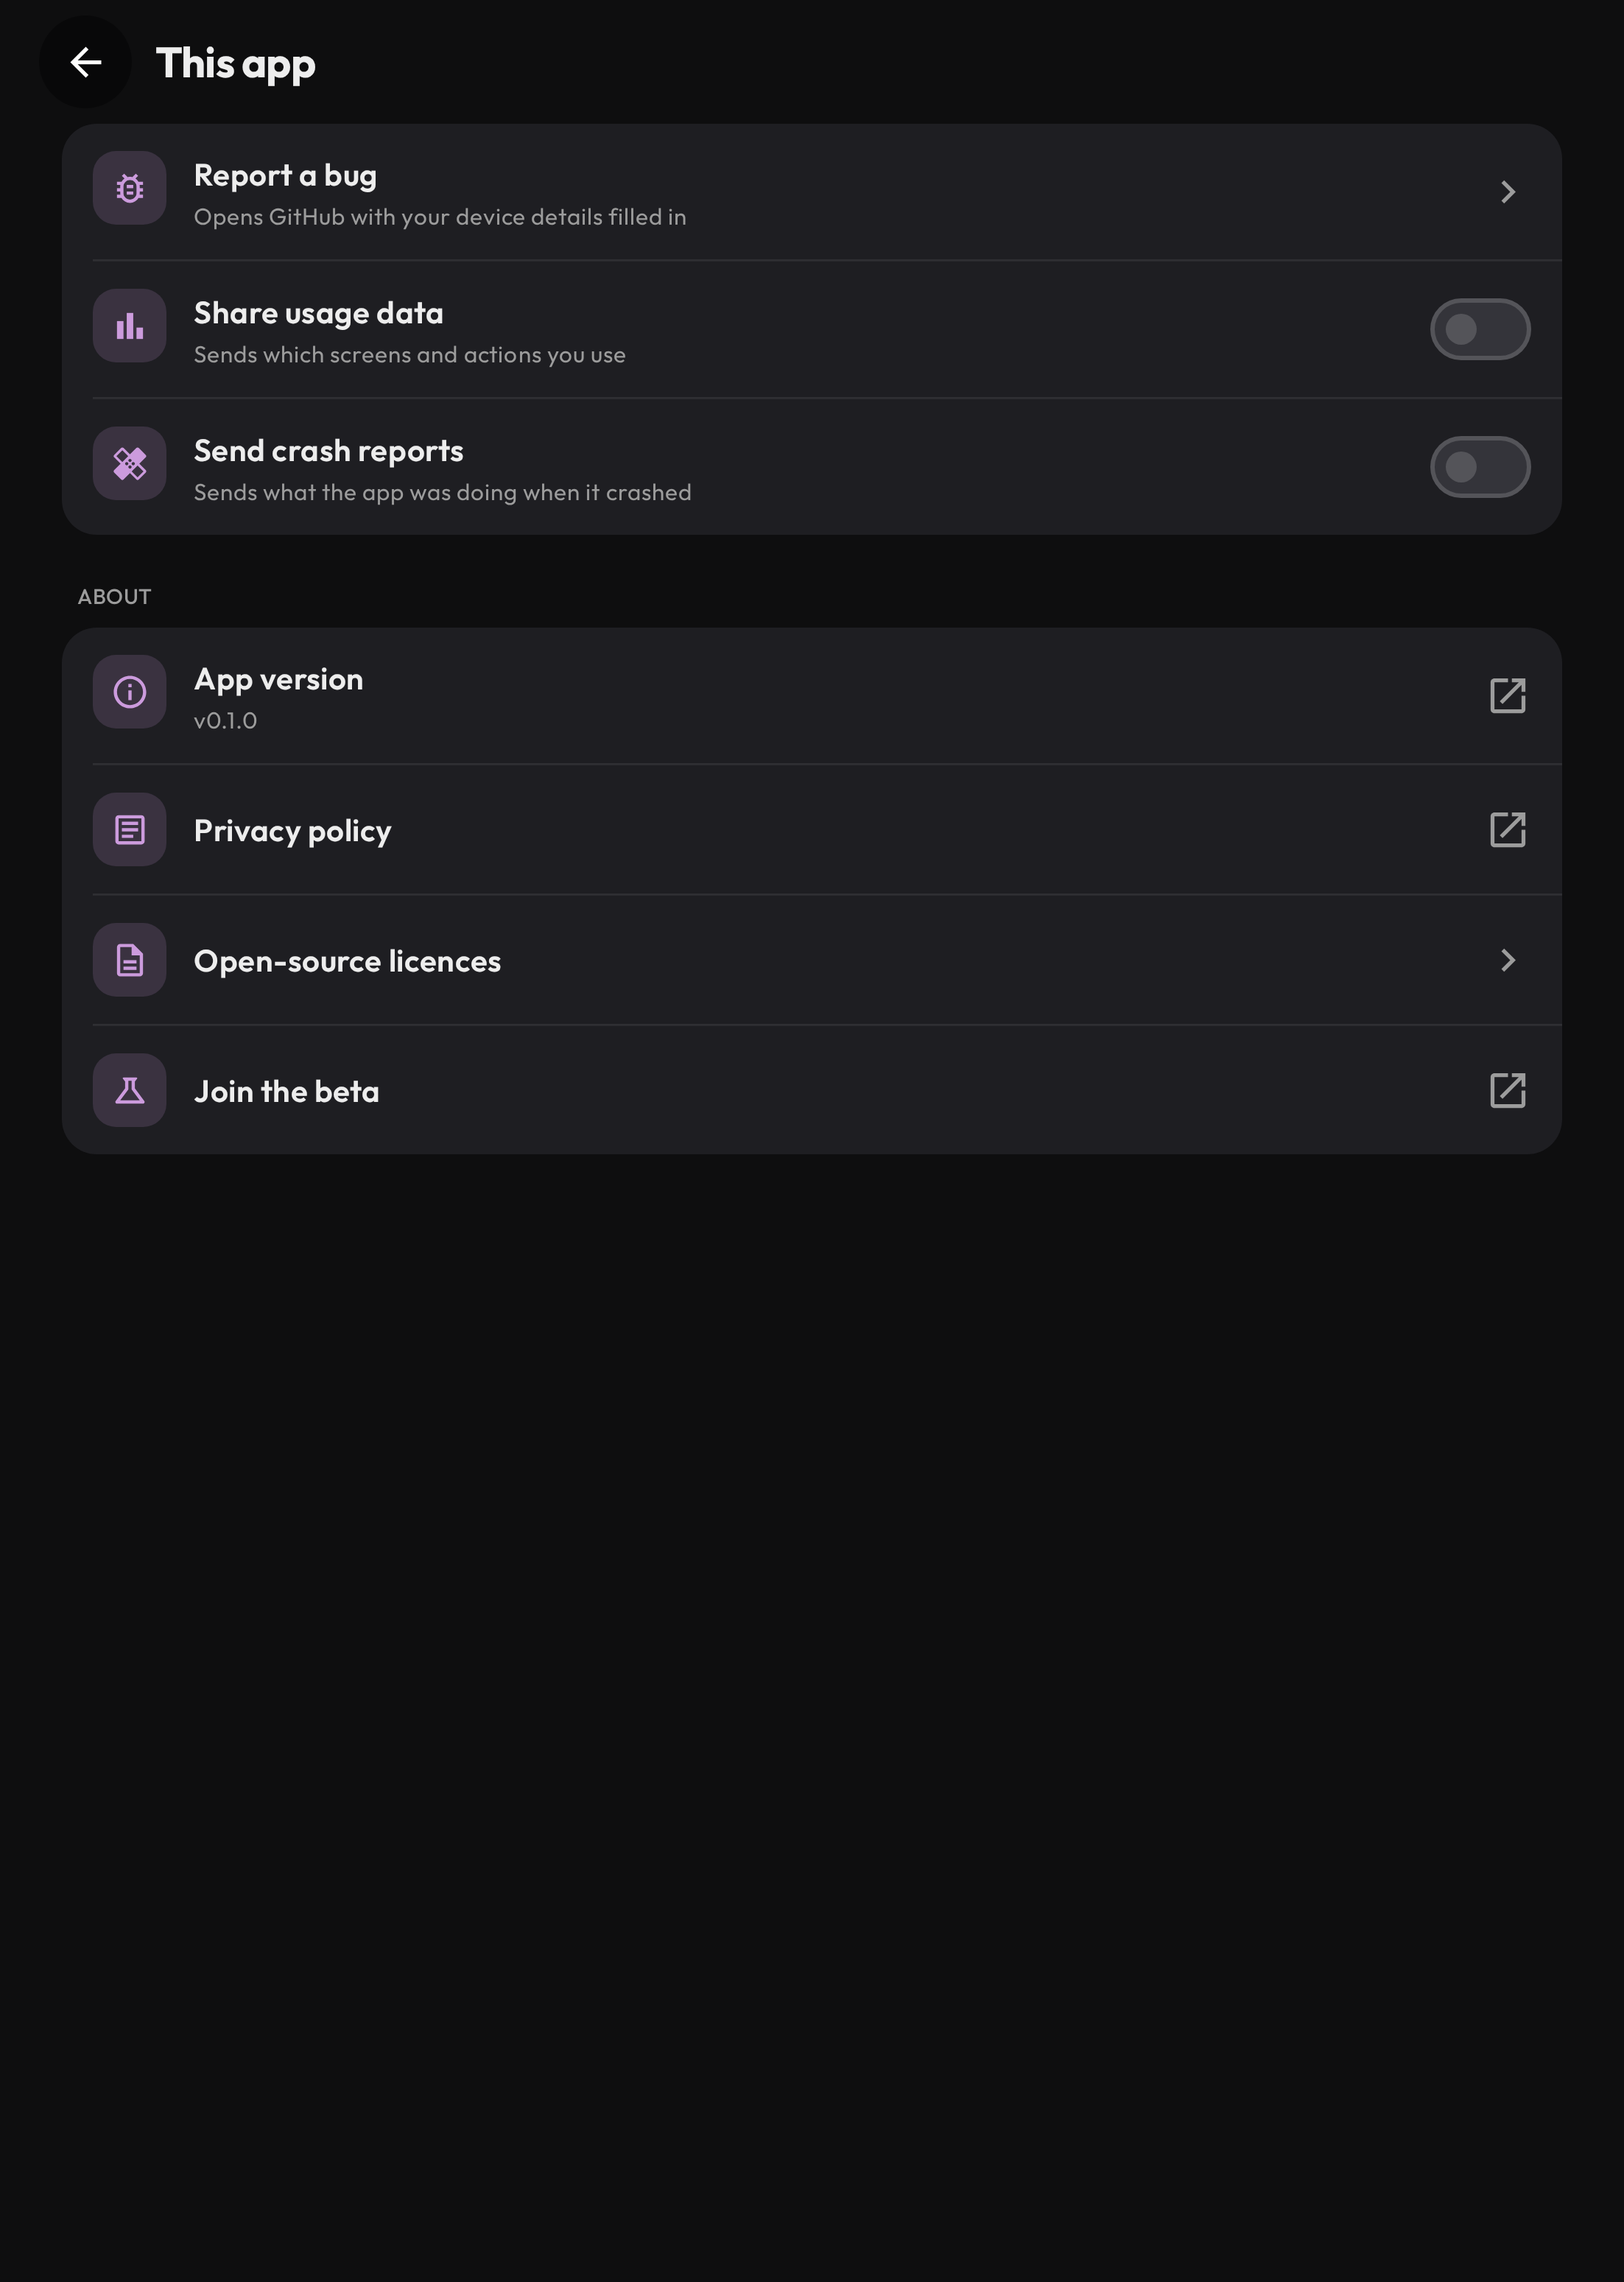 This app
Report a bug
Opens GitHub with your device details filled in
Share usage data
Sends which screens and actions you use
Send crash reports
Sends what the app was doing when it crashed
ABOUT
App version
v0.1.0
Privacy policy
Open-source licences
Join the beta